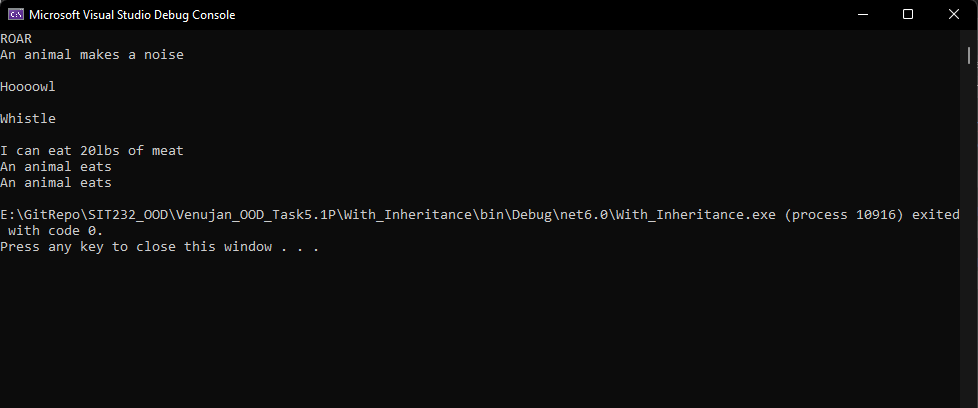 Microsoft Visual Studio Debug Console
ROAR
An animal makes a noise
Hoooowl
Whistle
I can eat 20lbs of meat
An animal eats
An animal eats
E:\GitRepo\SIT232_OOD\Venujan_OOD_Task5.1P\With_Inheritance\bin\Debug\net6.0\With_Inheritance.exe (process 10916) exited
with code 0.
Press any key to close this window . . .